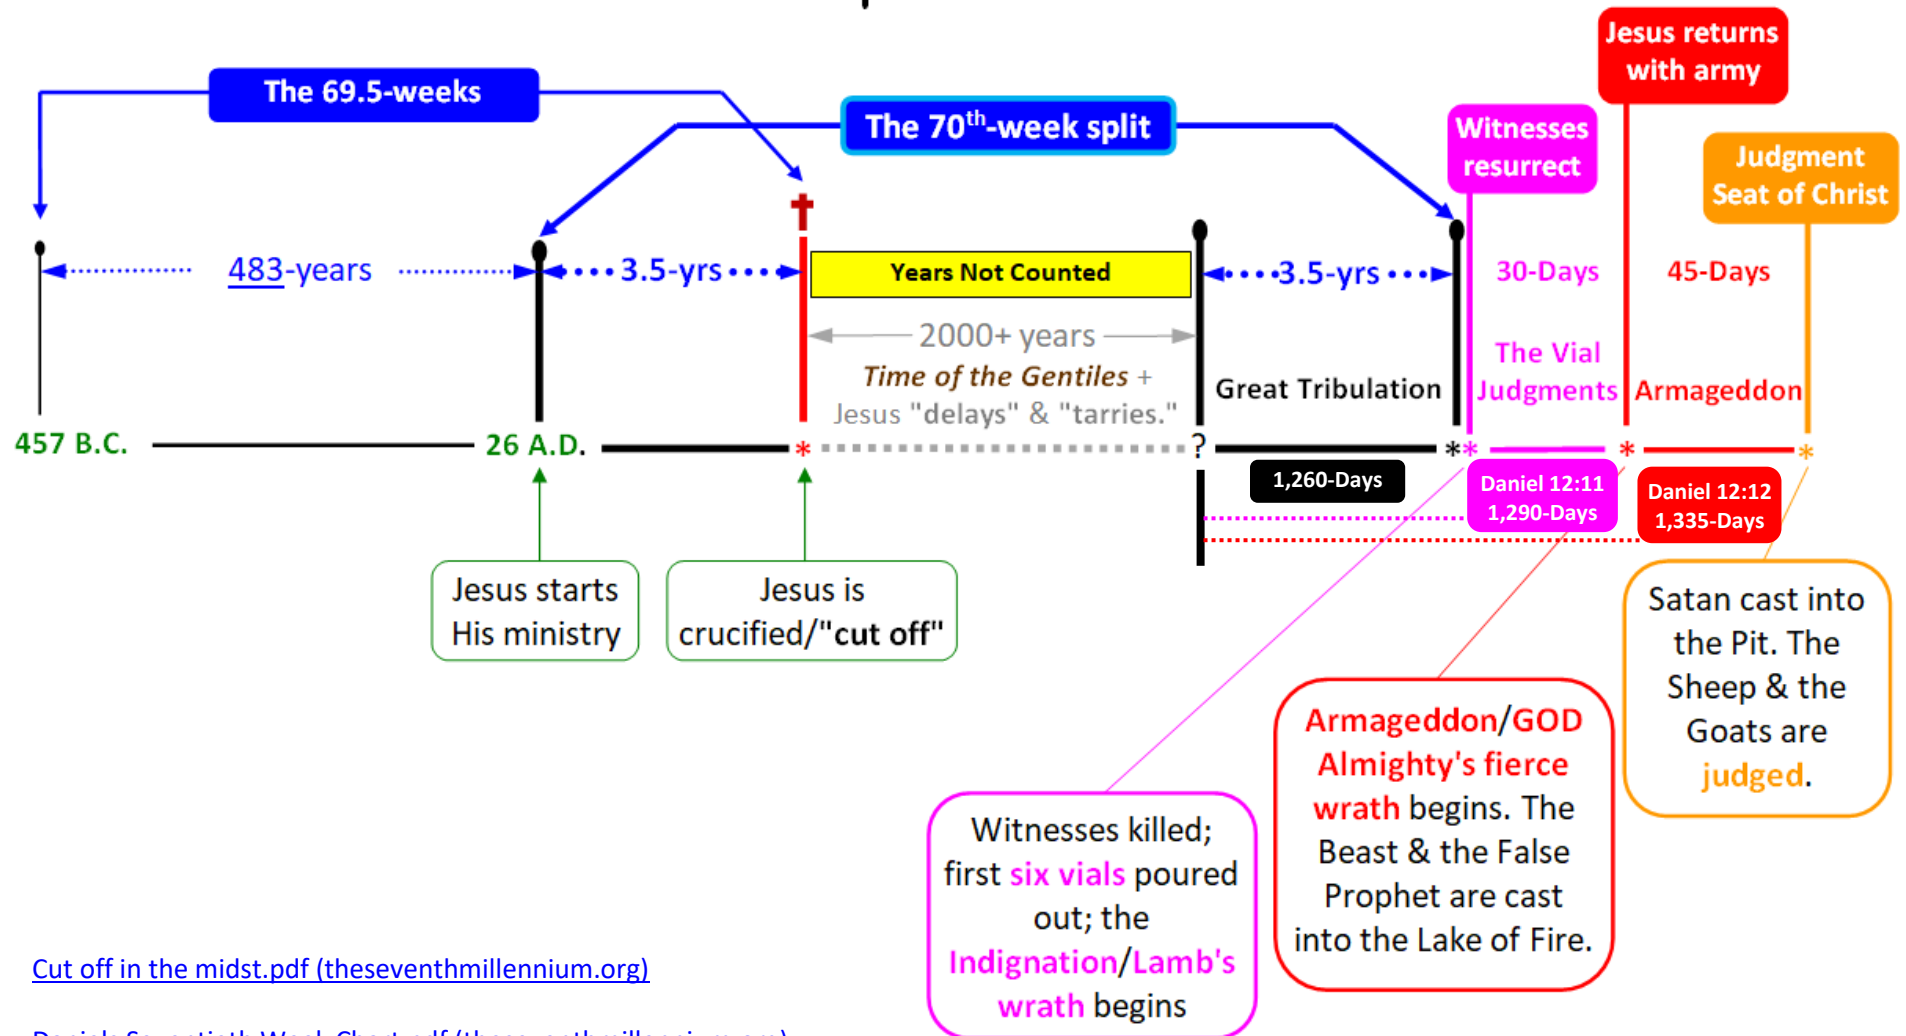 Jesus returns
with army
The 69.5-weeks
The 70th-week split
Witnesses
resurrect
Judgment
Seat of Christ
483-years
3.5-yrs
Years Not Counted
3.5-yrs
30-Days
45-Days
2000+ years
Time of the Gentiles +
Jesus "delays" & "tarries."
Great Tribulation
The Vial
Judgments
Armageddon
457 B.C.
26 A.D.
*
?
**
*
*
1,260-Days
Daniel 12:11
1,290-Days
Daniel 12:12
1,335-Days
Jesus starts
His ministry
Jesus is
crucified/"cut off"
Satan cast into
the Pit. The
Sheep & the
Goats are
judged.
Armageddon/GOD
Almighty's fierce
wrath begins. The
Beast & the False
Prophet are cast
into the Lake of Fire.
Witnesses killed;
first six vials poured
out; the
Indignation/Lamb's
wrath begins
Cut off in the midst.pdf (theseventhmillennium.org)